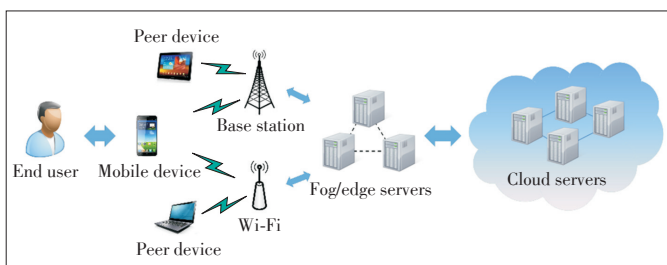 Peer device
Base station
End user
Mobile device
Fog/edge servers
Cloud servers
Wi-Fi
Peer device